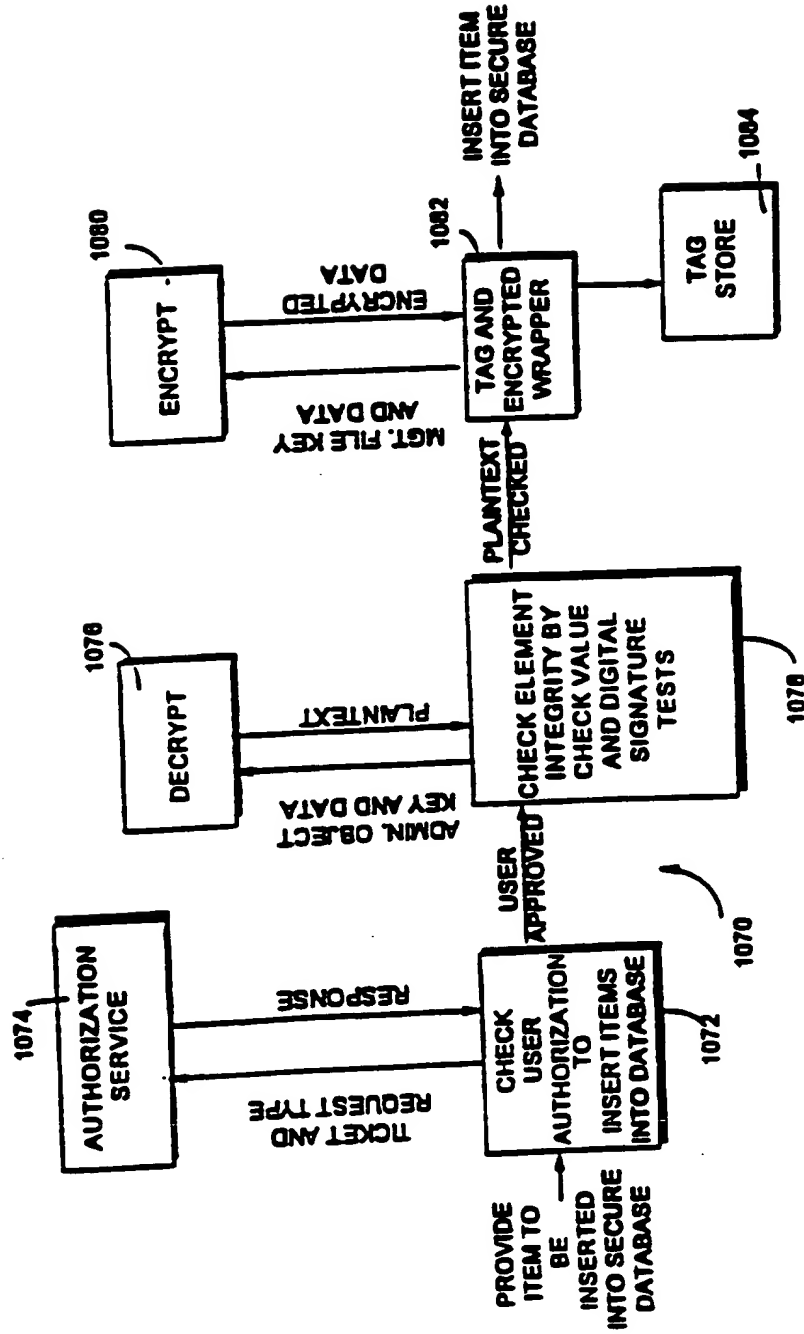 1074
AUTHORIZATION
SERVICE
TICKET AND
REQUEST TYPE
RESPONSE
PROVIDE
ITEM TO
BE
INSERTED
INTO SECURE
DATABASE
CHECK
USER
AUTHORIZATION
TO
INSERT ITEMS
INTO DATABASE
1072
1070
USER
APPROVED
1076
DECRYPT
ADMIN. OBJECT
KEY AND DATA
PLAINTEXT
CHECK ELEMENT
INTEGRITY BY
CHECK VALUE
AND DIGITAL
SIGNATURE
TESTS
1078
PLAINTEXT
CHECKED
1080
ENCRYPT
MGT. FILE KEY
AND DATA
ENCRYPTED
DATA
1082
TAG AND
ENCRYPTED
WRAPPER
INSERT ITEM
INTO SECURE
DATABASE
TAG
STORE
1084